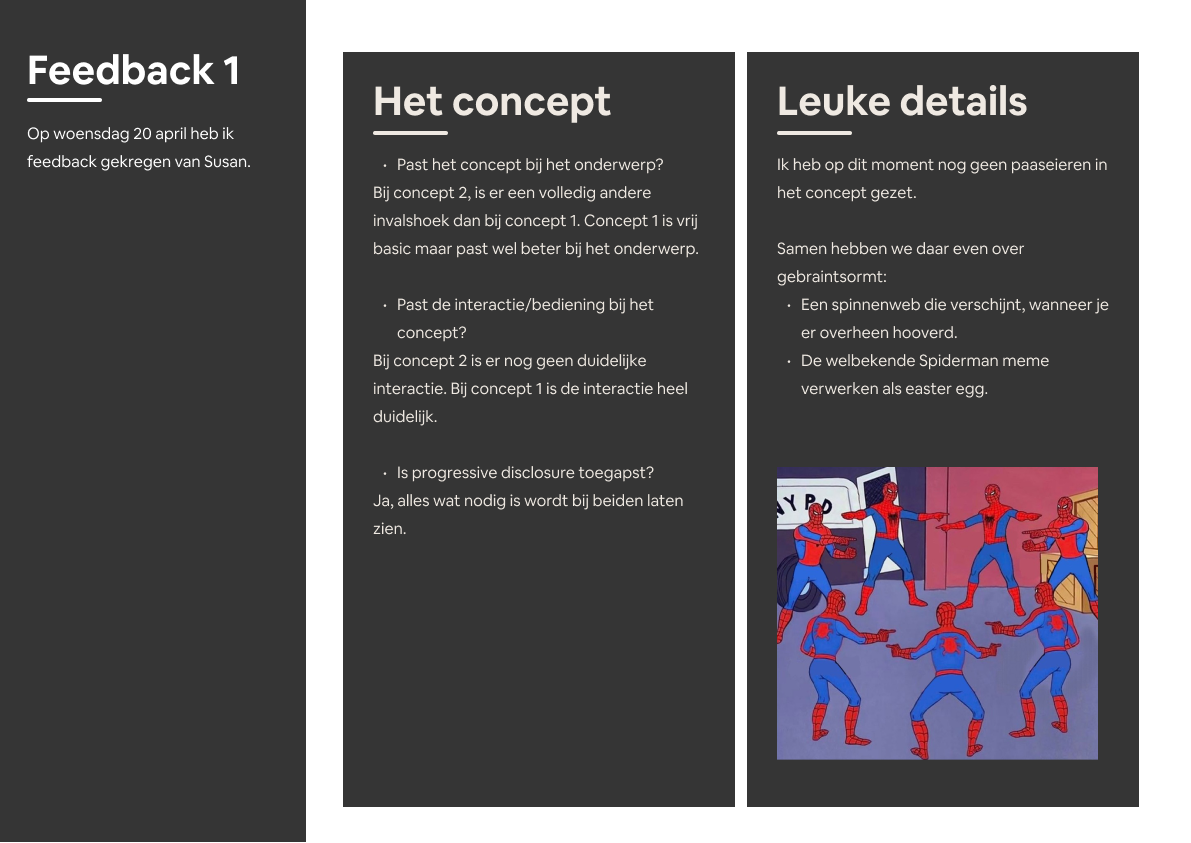 Feedback 1
Op woensdag 20 april heb ik
feedback gekregen van Susan.
Het concept
• Past het concept bij het onderwerp?
Bij concept 2, is er een volledig andere
invalshoek dan bij concept 1. Concept 1 is vrij
basic maar past wel beter bij het onderwerp.
• Past de interactie/bediening bij het
concept?
Bij concept 2 is er nog geen duidelijke
interactie. Bij concept 1 is de interactie heel
duidelijk.
• Is progressive disclosure toegapst?
Ja, alles wat nodig is wordt bij beiden laten
zien.
Leuke details
Ik heb op dit moment nog geen paaseieren in
het concept gezet.
Samen hebben we daar even over
gebraintsormt:
• Een spinnenweb die verschijnt, wanneer je
er overheen hooverd.
• De welbekende Spiderman meme
verwerken als easter egg.
NYPD